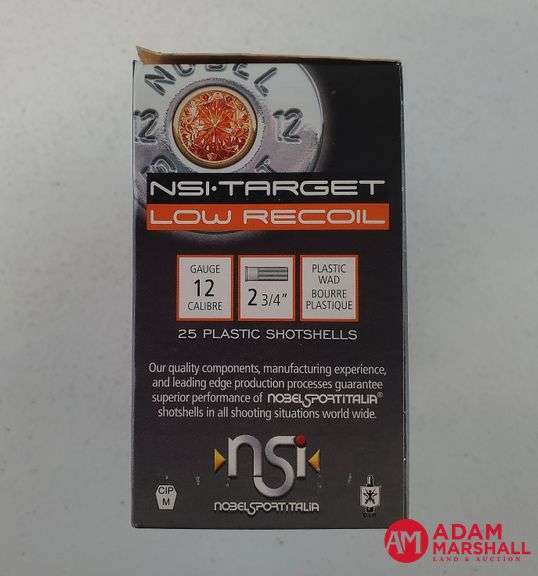 NOBEL
12
12
NSI·TARGET
LOW RECOIL
GAUGE
12
CALIBRE
2 3/4"
PLASTIC
WAD
BOURRE
PLASTIQUE
25 PLASTIC SHOTSHELLS
Our quality components, manufacturing experience,
and leading edge production processes guarantee
superior performance of NOBELSPORTITALIA®
shotshells in all shooting situations world wide.
nsi
NOBELSPORTITALIA
CIP
M
AM ADAM
MARSHALL
LAND & AUCTION